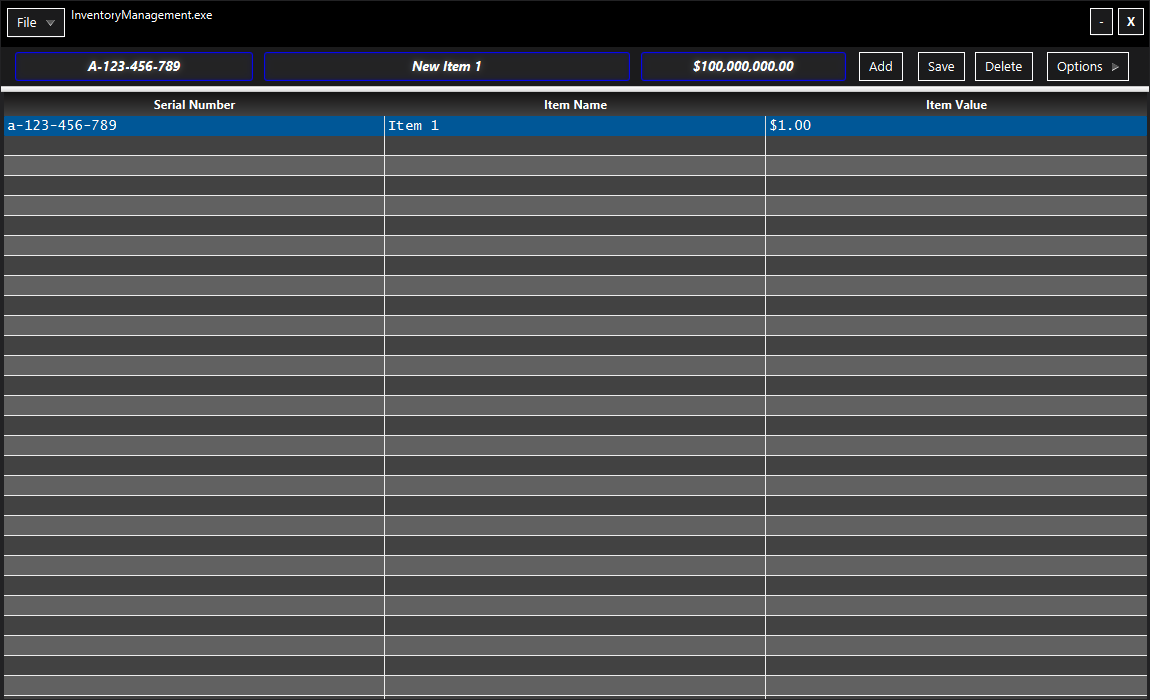 File InventoryManagement.exe - X
A-123-456-789 New Item 1 $100,000,000.00 Add Save Delete Options
Serial Number Item Name Item Value
a-123-456-789 Item 1 $1.00